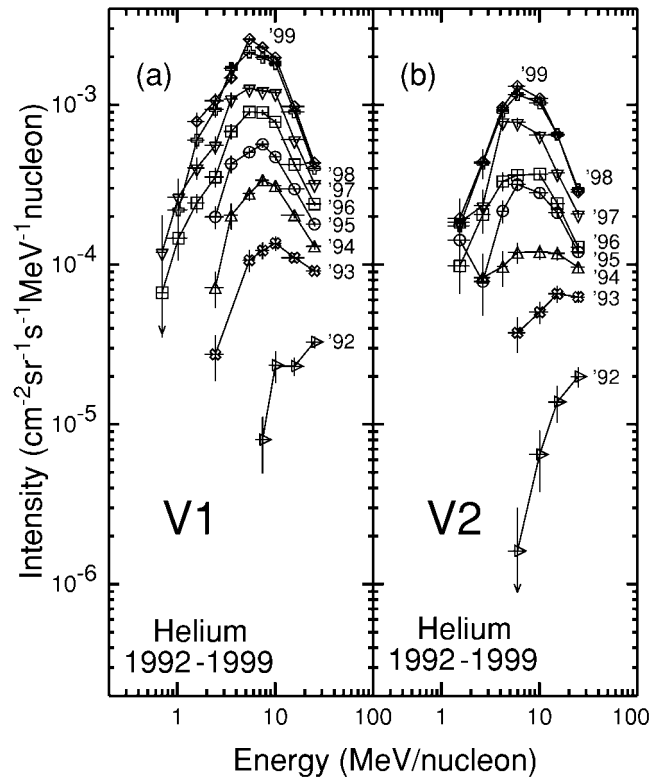 (a)
'99
'98
'97
'96
'95
'94
'93
'92
V1
Helium
1992-1999
(b)
'99
'98
'97
'96
'95
'94
'93
'92
V2
Helium
1992-1999
10⁻³
10⁻⁴
10⁻⁵
10⁻⁶
Intensity (cm⁻²sr⁻¹s⁻¹MeV⁻¹nucleon)
1 10 100 1 10 100
Energy (MeV/nucleon)